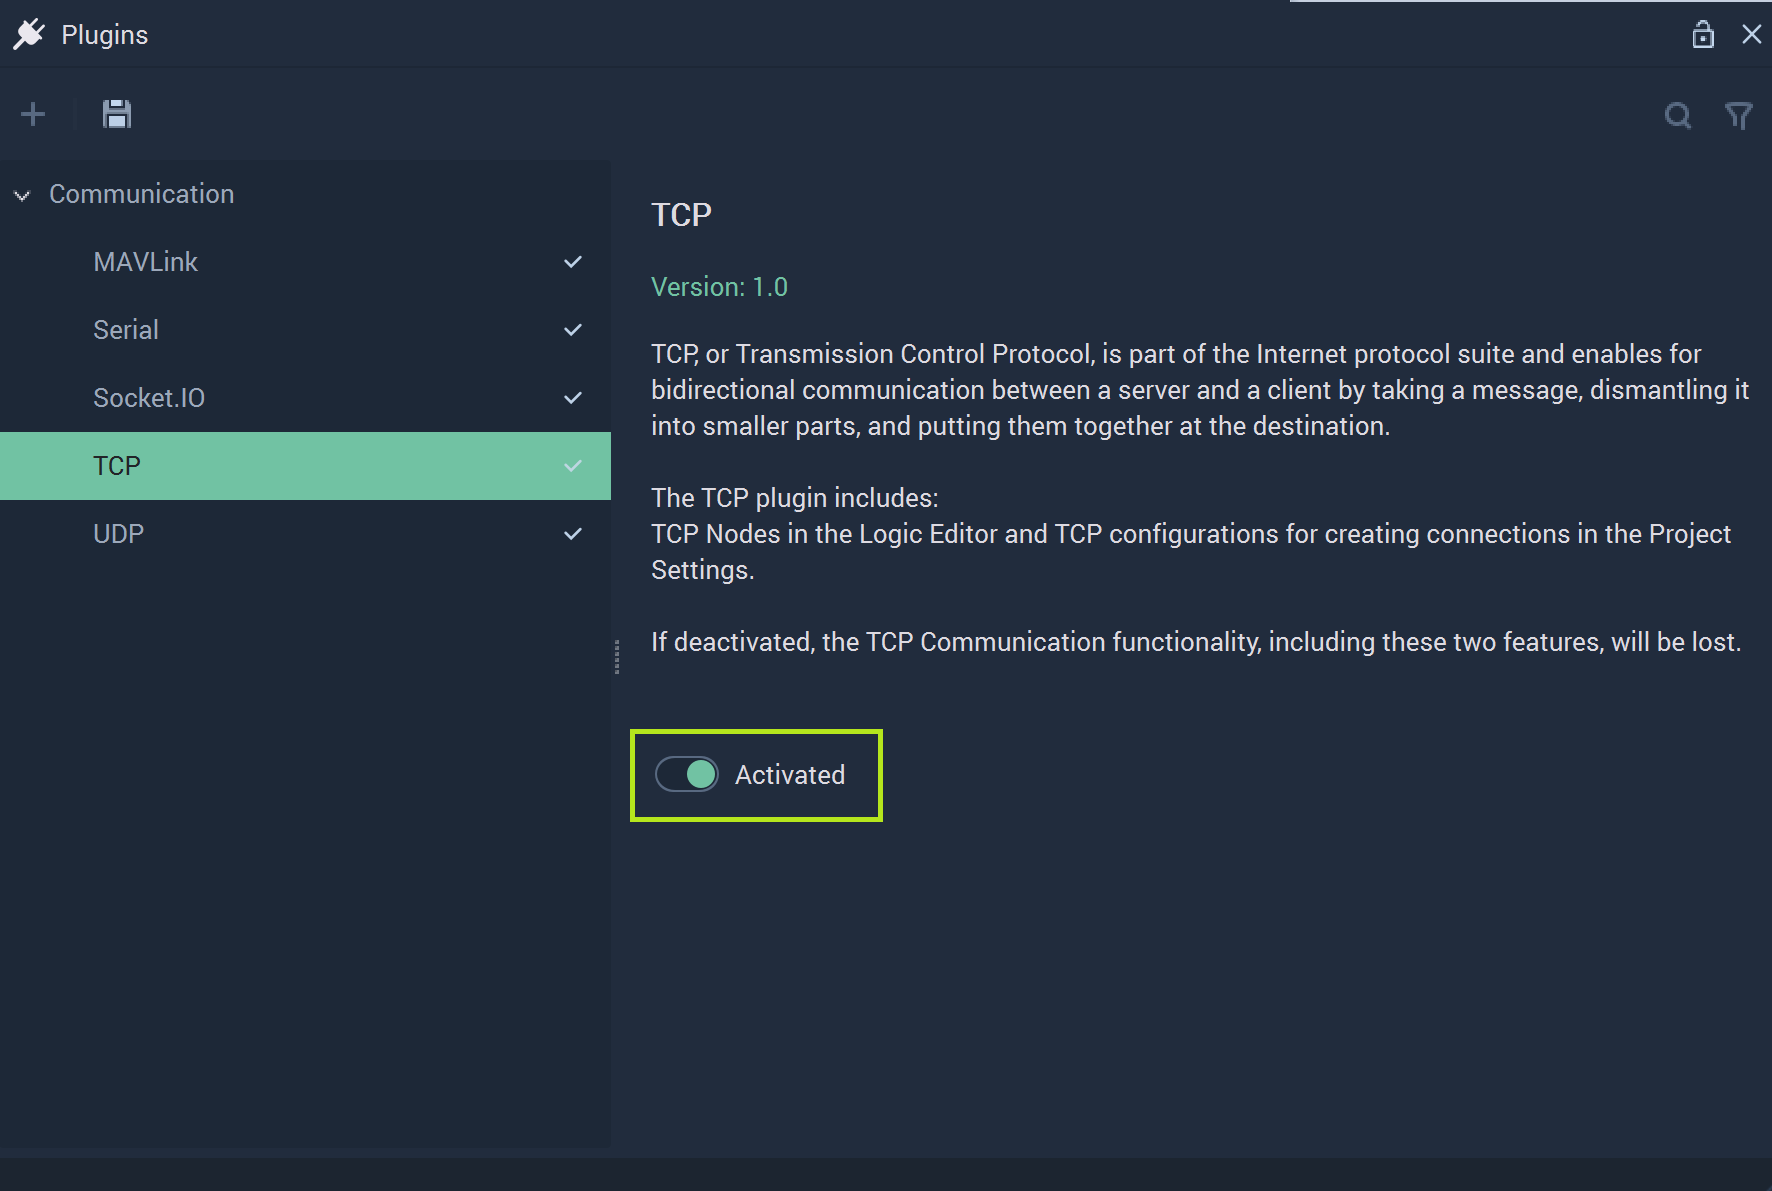 Plugins
Communication
MAVLink
Serial
Socket.IO
TCP
UDP
TCP
Version: 1.0
TCP, or Transmission Control Protocol, is part of the Internet protocol suite and enables for
bidirectional communication between a server and a client by taking a message, dismantling it
into smaller parts, and putting them together at the destination.
The TCP plugin includes:
TCP Nodes in the Logic Editor and TCP configurations for creating connections in the Project
Settings.
If deactivated, the TCP Communication functionality, including these two features, will be lost.
Activated